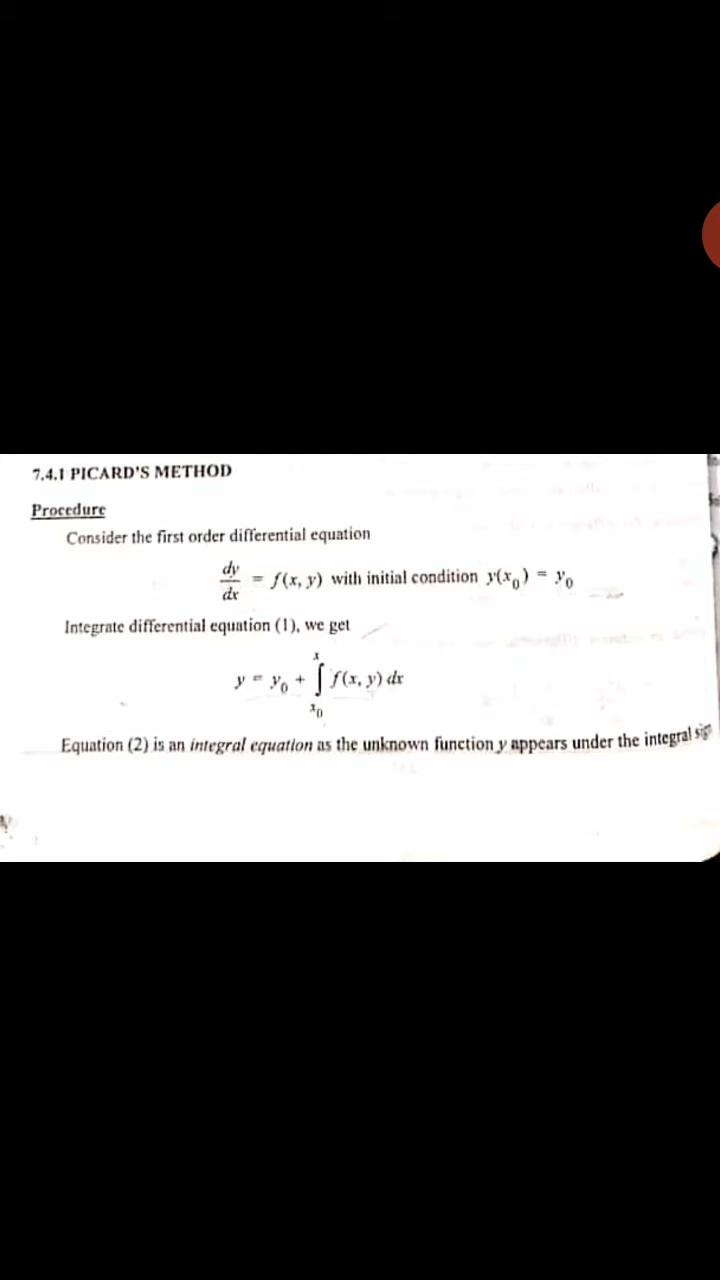 7.4.1 PICARD'S METHOD
Procedure
Consider the first order differential equation
dy/dx = f(x, y) with initial condition y(x₀) = y₀
Integrate differential equation (1), we get
y = y₀ + ∫ₓ₀ˣ f(x, y) dx
Equation (2) is an integral equation as the unknown function y appears under the integral sign